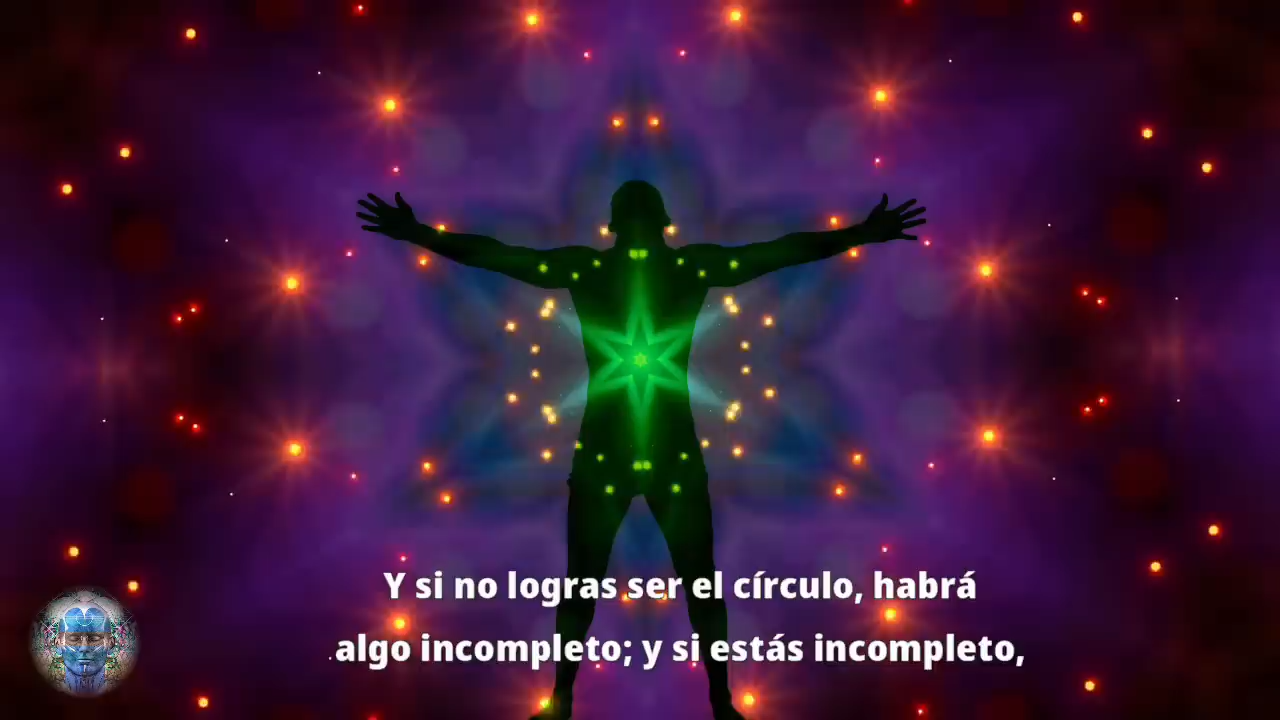 Y si no logras ser el círculo, habrá
algo incompleto; y si estás incompleto,